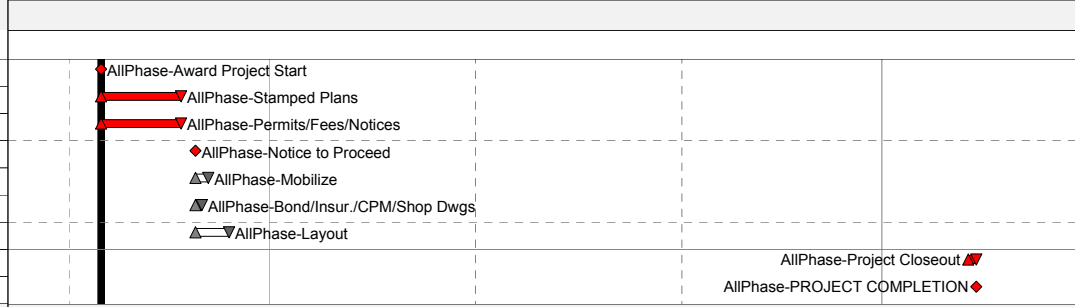 AllPhase-Award Project Start
AllPhase-Stamped Plans
AllPhase-Permits/Fees/Notices
AllPhase-Notice to Proceed
AllPhase-Mobilize
AllPhase-Bond/Insur./CPM/Shop Dwgs
AllPhase-Layout
AllPhase-Project Closeout
AllPhase-PROJECT COMPLETION